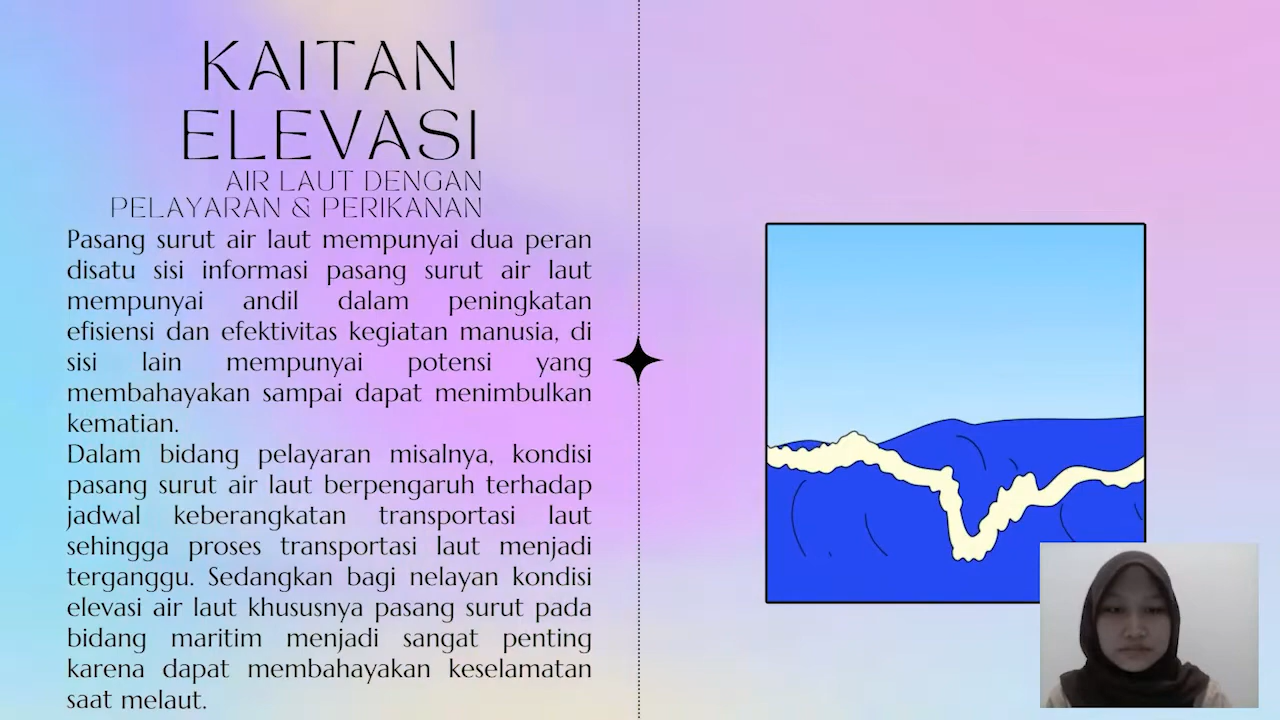 KAITAN
ELEVASI
AIR LAUT DENGAN
PELAYARAN & PERIKANAN
Pasang surut air laut mempunyai dua peran
disatu sisi informasi pasang surut air laut
mempunyai andil dalam peningkatan
efisiensi dan efektivitas kegiatan manusia, di
sisi lain mempunyai potensi yang
membahayakan sampai dapat menimbulkan
kematian.
Dalam bidang pelayaran misalnya, kondisi
pasang surut air laut berpengaruh terhadap
jadwal keberangkatan transportasi laut
sehingga proses transportasi laut menjadi
terganggu. Sedangkan bagi nelayan kondisi
elevasi air laut khususnya pasang surut pada
bidang maritim menjadi sangat penting
karena dapat membahayakan keselamatan
saat melaut.